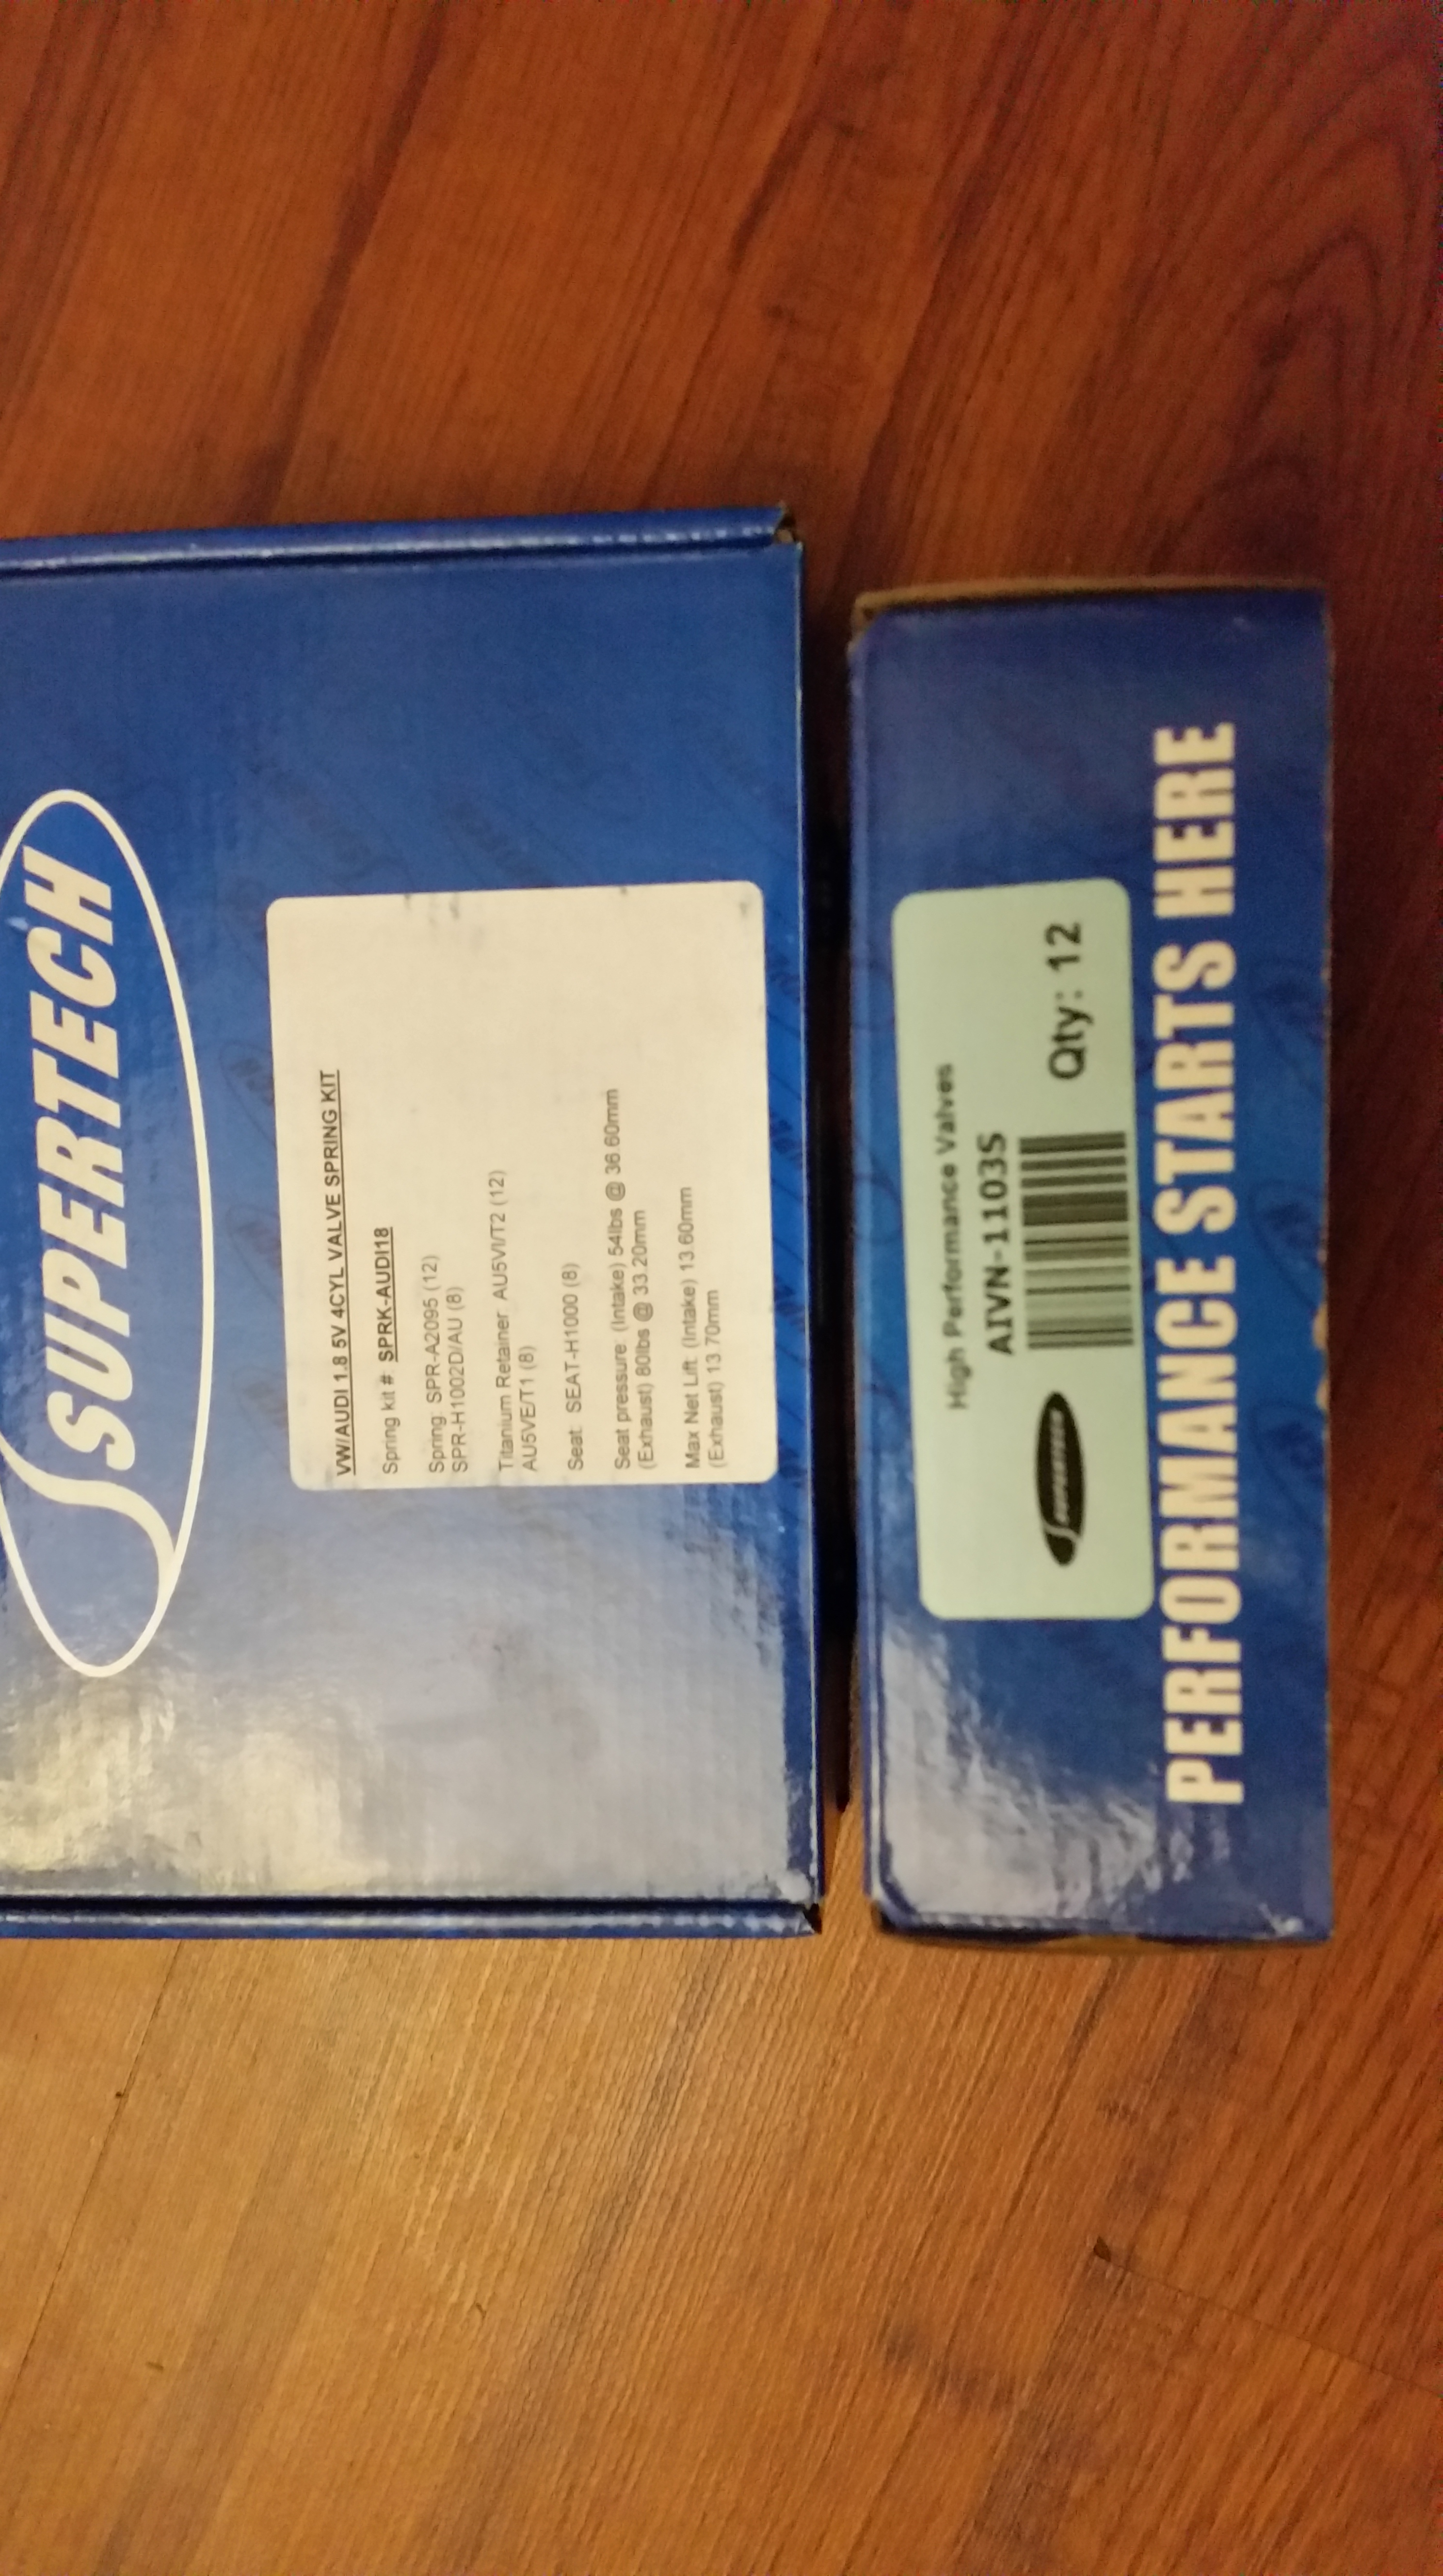 SUPERTECH
VW/AUDI 1.8 5V 4CYL VALVE SPRING KIT
Spring kit #: SPRK-AUDI18
Spring: SPR-A2095 (12)
SPR-H1002D/AU (8)
Titanium Retainer: AU5VI/T2 (12)
AU5VE/T1 (8)
Seat: SEAT-H1000 (8)
Seat pressure: (Intake) 54lbs @ 36.60mm
(Exhaust) 80lbs @ 33.20mm
Max Net Lift: (Intake) 13.60mm
(Exhaust) 13.70mm
High Performance Valves
AIVN-1103S
SUPERTECH
Qty: 12
PERFORMANCE STARTS HERE